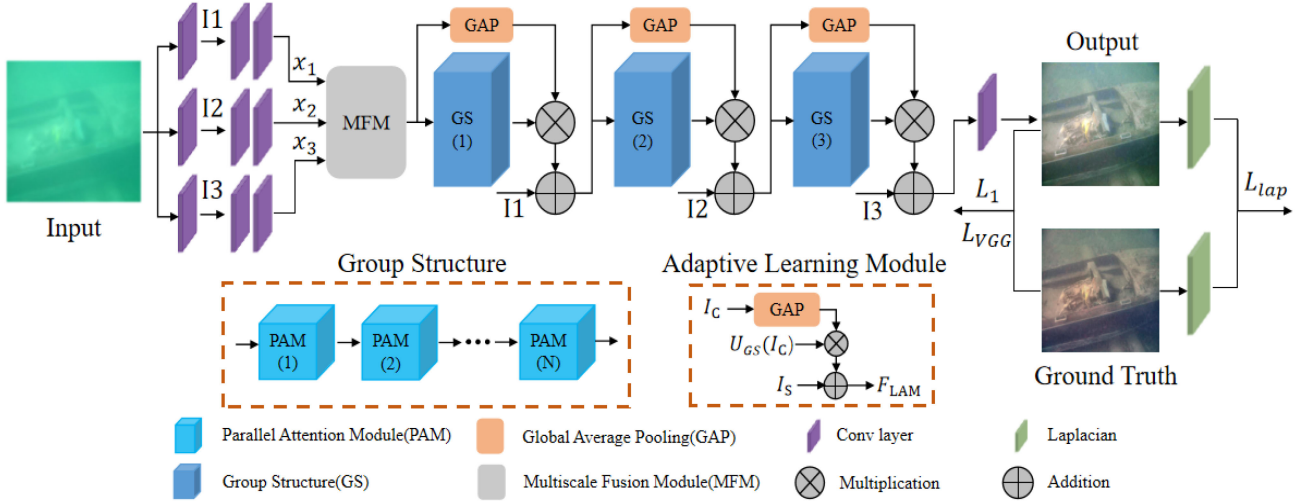 Input
I1
I2
I3
x1
x2
x3
MFM
GAP
GS
(1)
I1
GAP
GS
(2)
I2
GAP
GS
(3)
I3
Output
L1
LVGG
Llap
Ground Truth
Group Structure
PAM
(1)
PAM
(2)
PAM
(N)
Adaptive Learning Module
IC
GAP
UGS(IC)
IS
FLAM
Parallel Attention Module(PAM)
Global Average Pooling(GAP)
Conv layer
Laplacian
Group Structure(GS)
Multiscale Fusion Module(MFM)
Multiplication
Addition